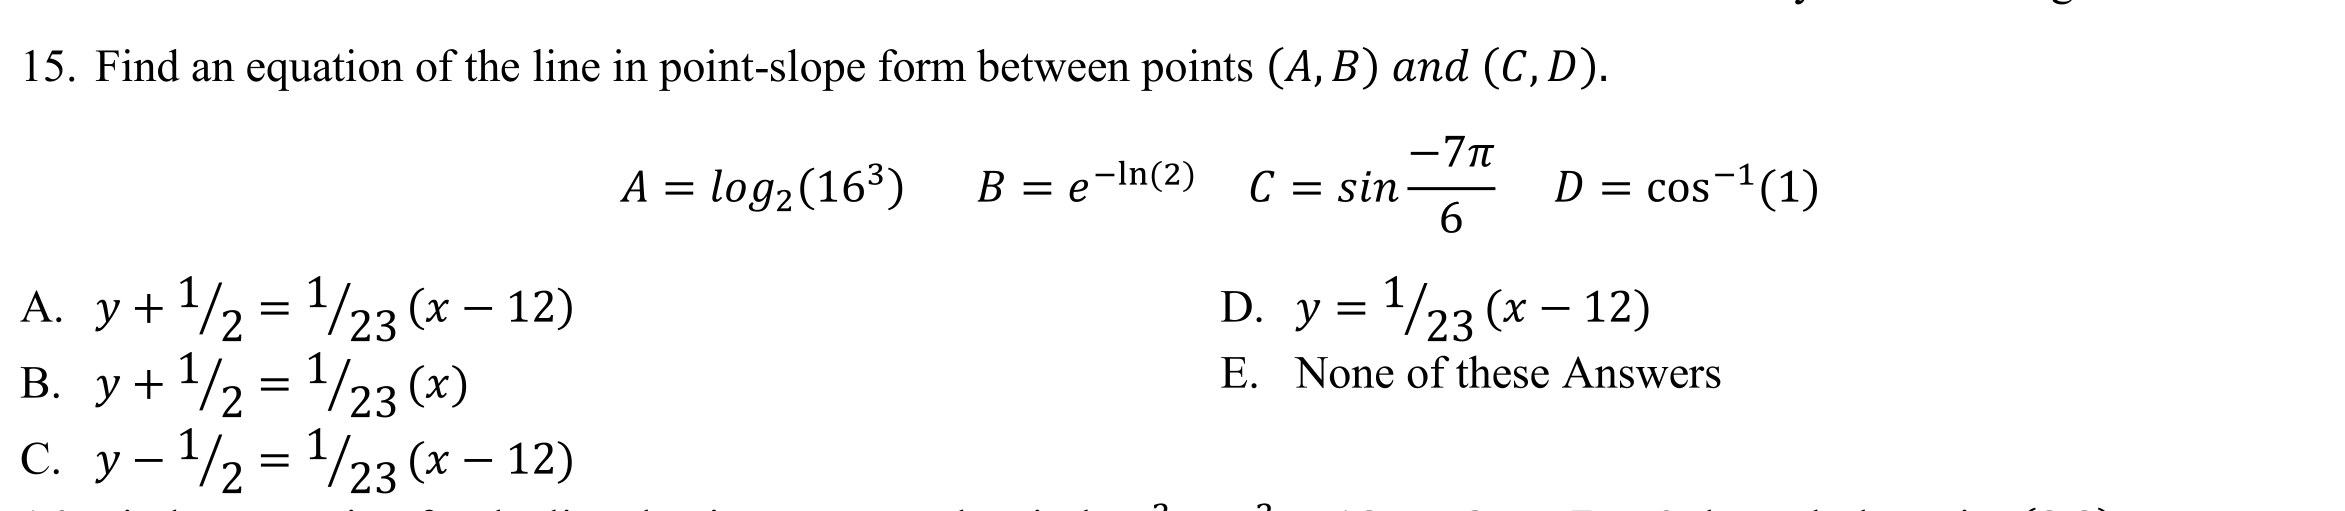 15. Find an equation of the line in point-slope form between points (A, B) and (C, D).
A = log₂(16³) B = e^{−ln(2)} C = sin \frac{−7π}{6} D = cos⁻¹(1)
A. y + 1/2 = 1/23 (x − 12)
B. y + 1/2 = 1/23 (x)
C. y − 1/2 = 1/23 (x − 12)
D. y = 1/23 (x − 12)
E. None of these Answers